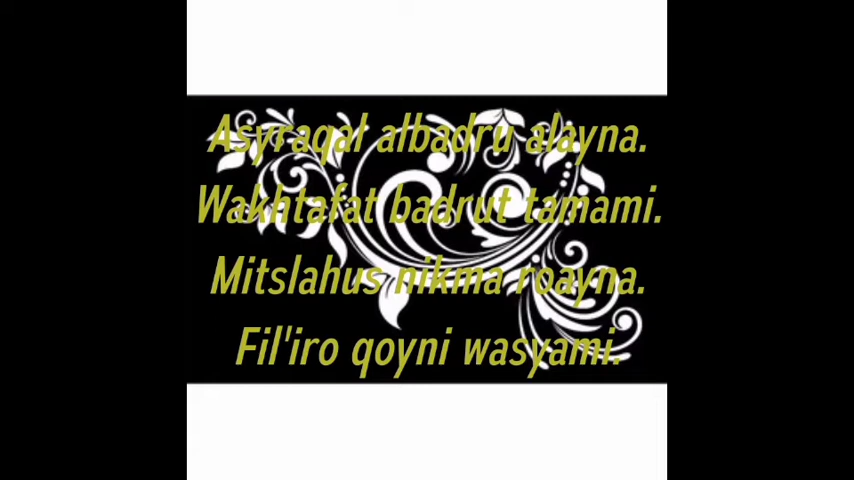 Asyraqal albadru alayna.
Wakhtafat badrut tamami.
Mitslahus nikma roayna.
Fil'iro qoyni wasyami.